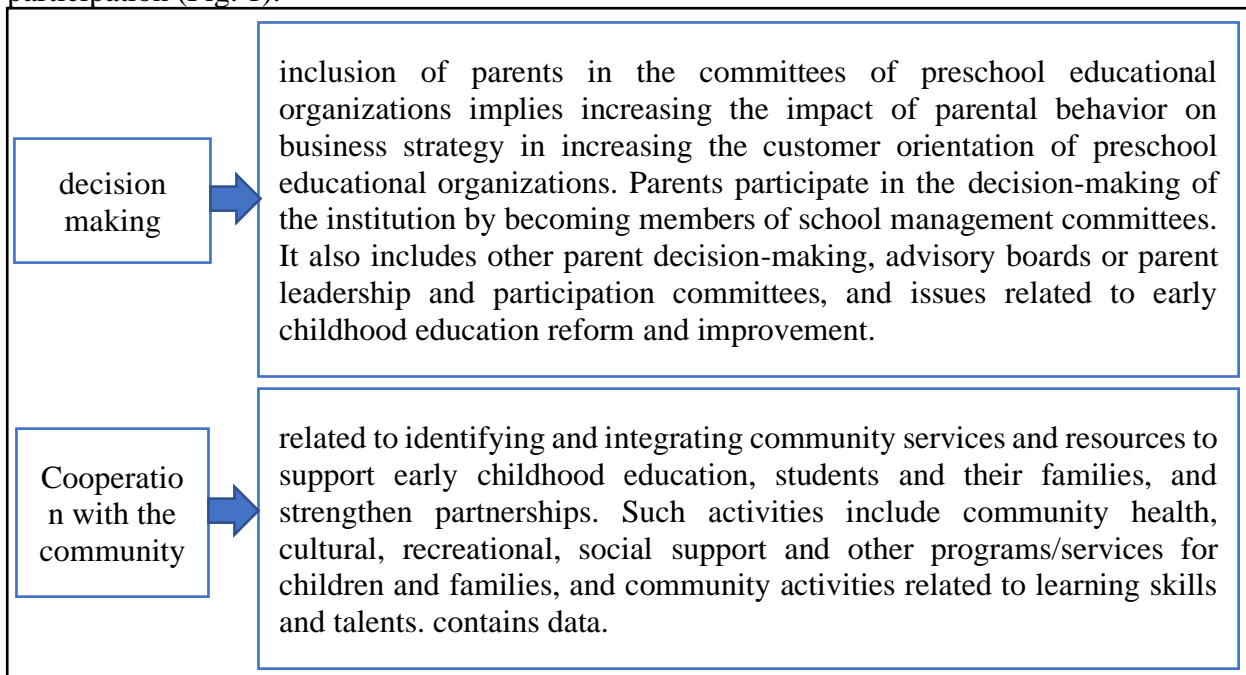 participation (Fig. 1).
decision
making
inclusion of parents in the committees of preschool educational
organizations implies increasing the impact of parental behavior on
business strategy in increasing the customer orientation of preschool
educational organizations. Parents participate in the decision-making of
the institution by becoming members of school management committees.
It also includes other parent decision-making, advisory boards or parent
leadership and participation committees, and issues related to early
childhood education reform and improvement.
Cooperatio
n with the
community
related to identifying and integrating community services and resources to
support early childhood education, students and their families, and
strengthen partnerships. Such activities include community health,
cultural, recreational, social support and other programs/services for
children and families, and community activities related to learning skills
and talents. contains data.